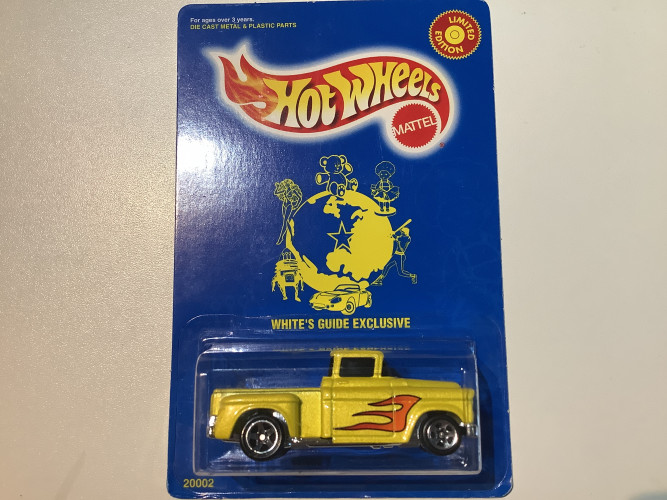 For ages over 3 years.
DIE CAST METAL & PLASTIC PARTS
LIMITED
EDITION
HOT WHEELS
MATTEL
WHITE'S GUIDE EXCLUSIVE
20002